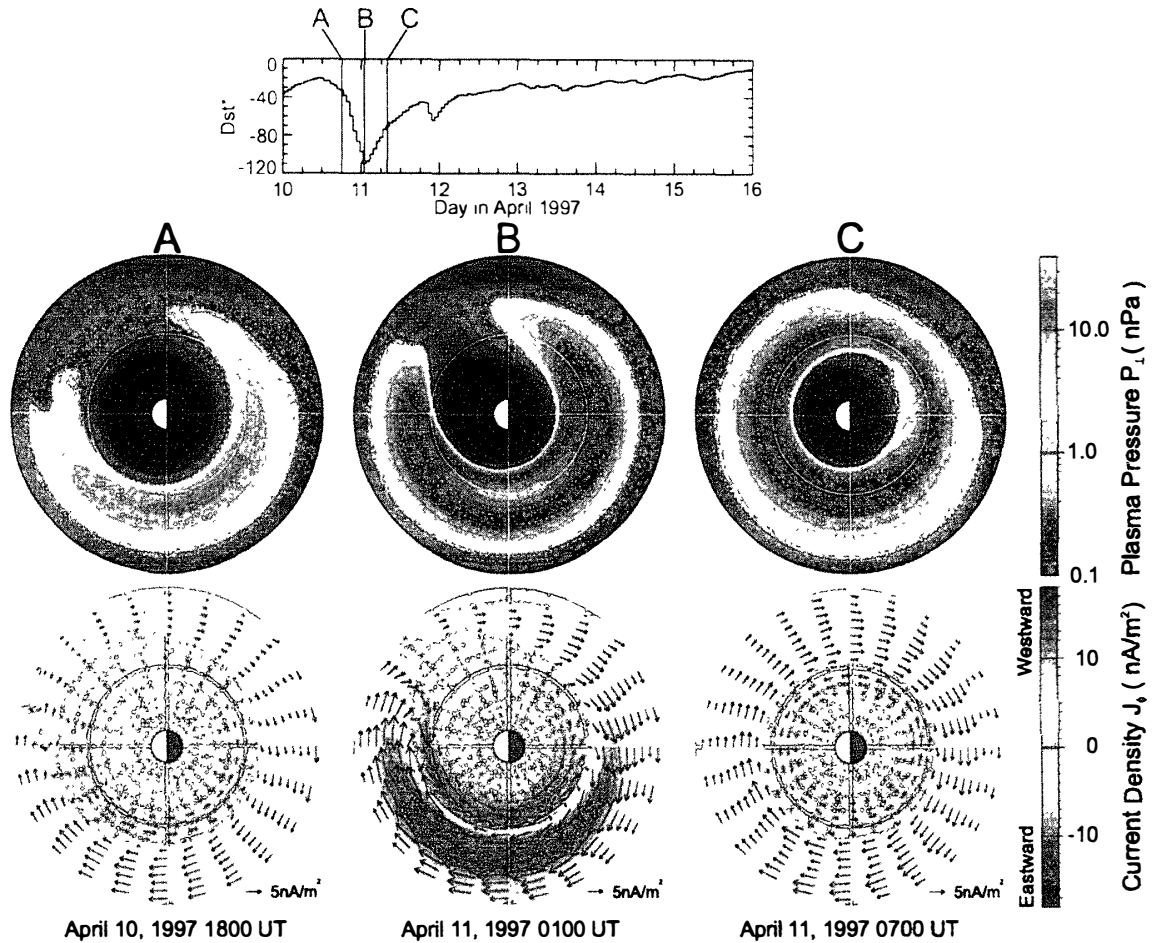 A B C
0
-40
-80
-120
Dst*
10 11 12 13 14 15 16
Day in April 1997
A B C
10.0
1.0
0.1
Plasma Pressure P⊥ ( nPa )
Westward
10
0
-10
Eastward
Current Density Jϕ ( nA/m² )
→ 5nA/m² → 5nA/m²
April 10, 1997 1800 UT April 11, 1997 0100 UT April 11, 1997 0700 UT